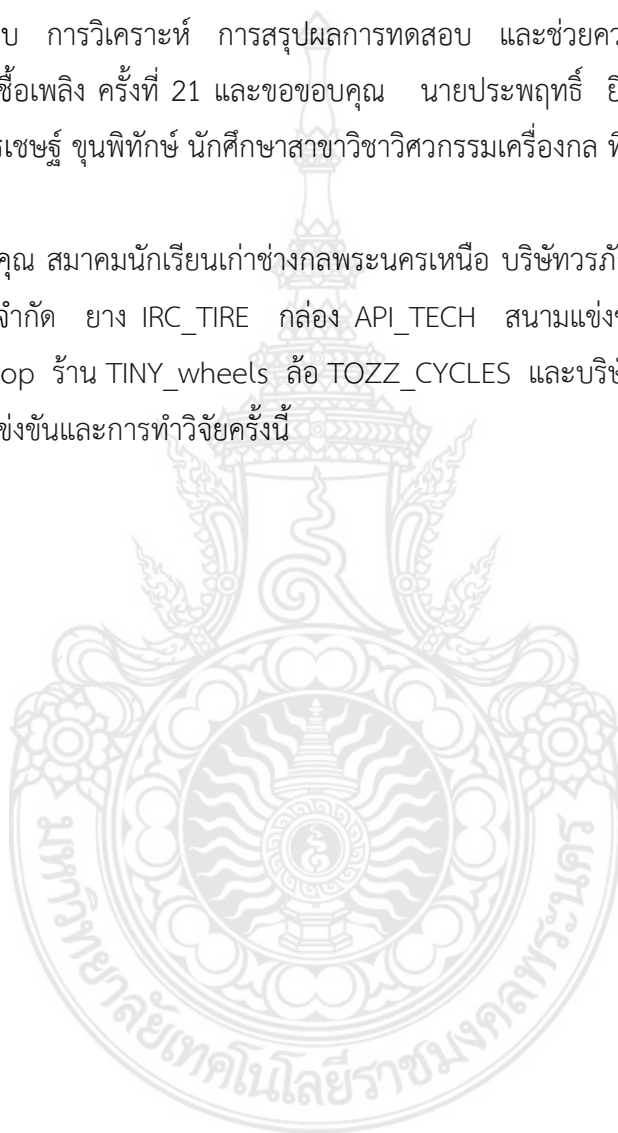 บ การวิเคราะห์ การสรุปผลการทดสอบ และช่วยคว
ชื้อเพลิง ครั้งที่ 21 และขอขอบคุณ นายประพฤทธิ์ ยิ
รเชษฐ์ ขุนพิทักษ์ นักศึกษาสาขาวิชาวิศวกรรมเครื่องกล ที
คุณ สมาคมนักเรียนเก่าช่างกลพระนครเหนือ บริษัทวรภั
จำกัด ยาง IRC_TIRE กล่อง API_TECH สนามแข่งข
op ร้าน TINY_wheels ล้อ TOZZ_CYCLES และบริษั
ข่งขันและการทำวิจัยครั้งนี้
มหาวิทยาลัยเทคโนโลยีราชมงคลพระนคร